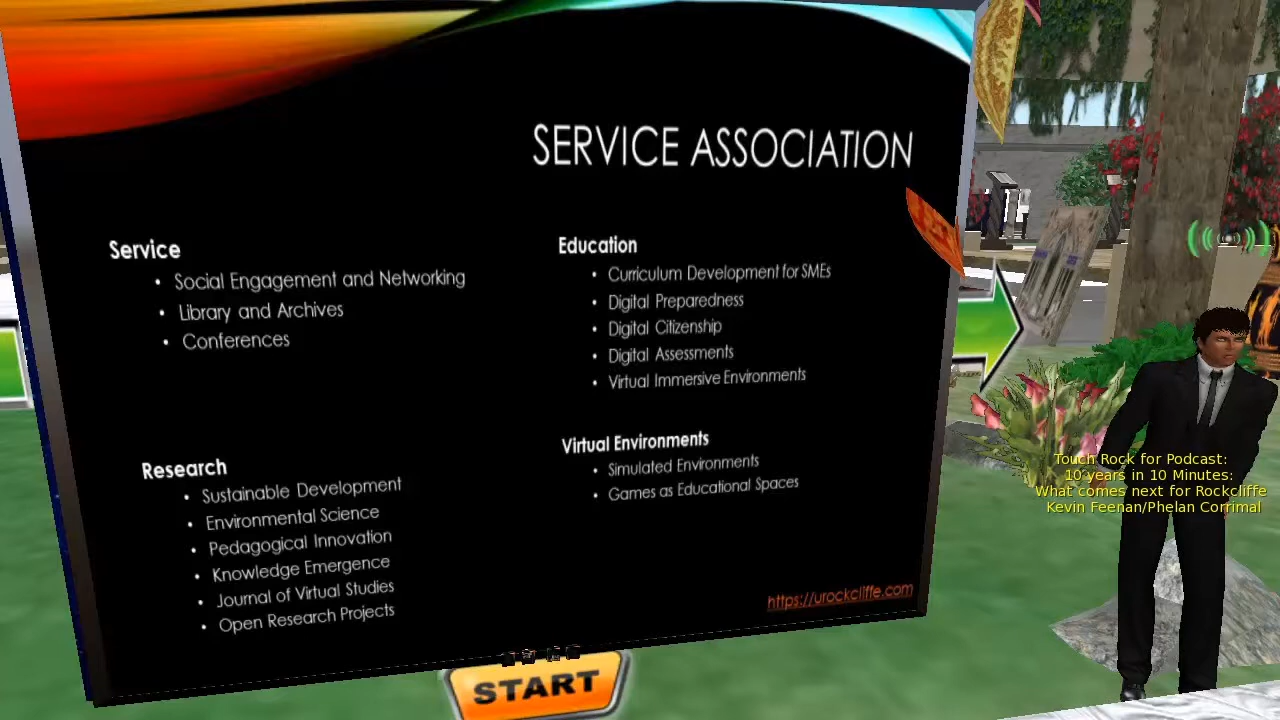 SERVICE ASSOCIATION
Service
• Social Engagement and Networking
• Library and Archives
• Conferences
Research
• Sustainable Development
• Environmental Science
• Pedagogical Innovation
• Knowledge Emergence
• Journal of Virtual Studies
• Open Research Projects
Education
• Curriculum Development for SMEs
• Digital Preparedness
• Digital Citizenship
• Digital Assessments
• Virtual Immersive Environments
Virtual Environments
• Simulated Environments
• Games as Educational Spaces
https://urockcliffe.com
START
Touch Rock for Podcast:
10 years in 10 Minutes:
What comes next for Rockcliffe
Kevin Feenan/Phelan Corrimal